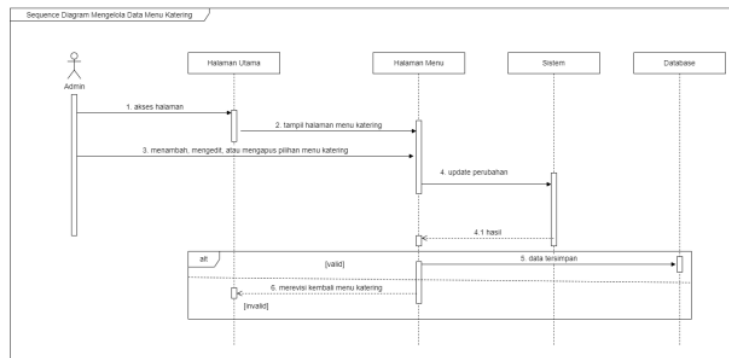 Sequence Diagram Mengelola Data Menu Katering
Halaman Utama
Halaman Menu
Sistem
Database
Admin
1. akses halaman
2. tampil halaman menu katering
3. menambah, mengedit, atau mengapus pilihan menu katering
4. update perubahan
4.1 hasil
alt
[valid]
5. data tersimpan
6. merevisi kembali menu katering
[invalid]